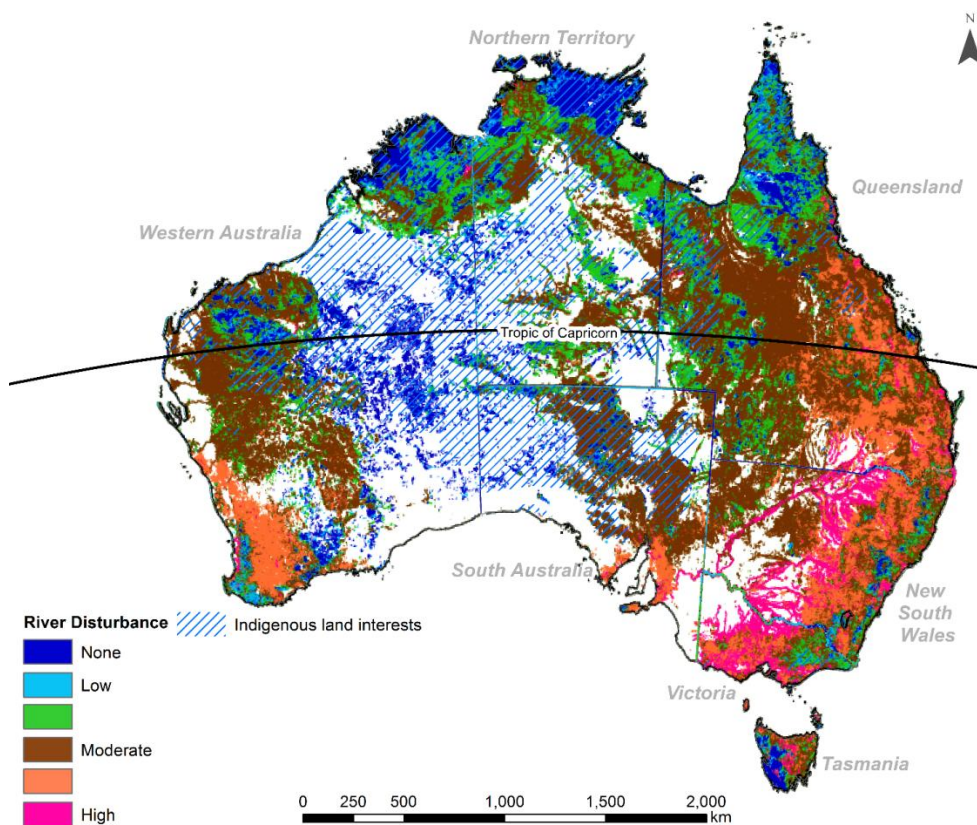 N
Northern Territory
Queensland
Western Australia
Tropic of Capricorn
South Australia
New
South
Wales
River Disturbance
Indigenous land interests
None
Low
Moderate
High
Victoria
Tasmania
0 250 500 1,000 1,500 2,000
km